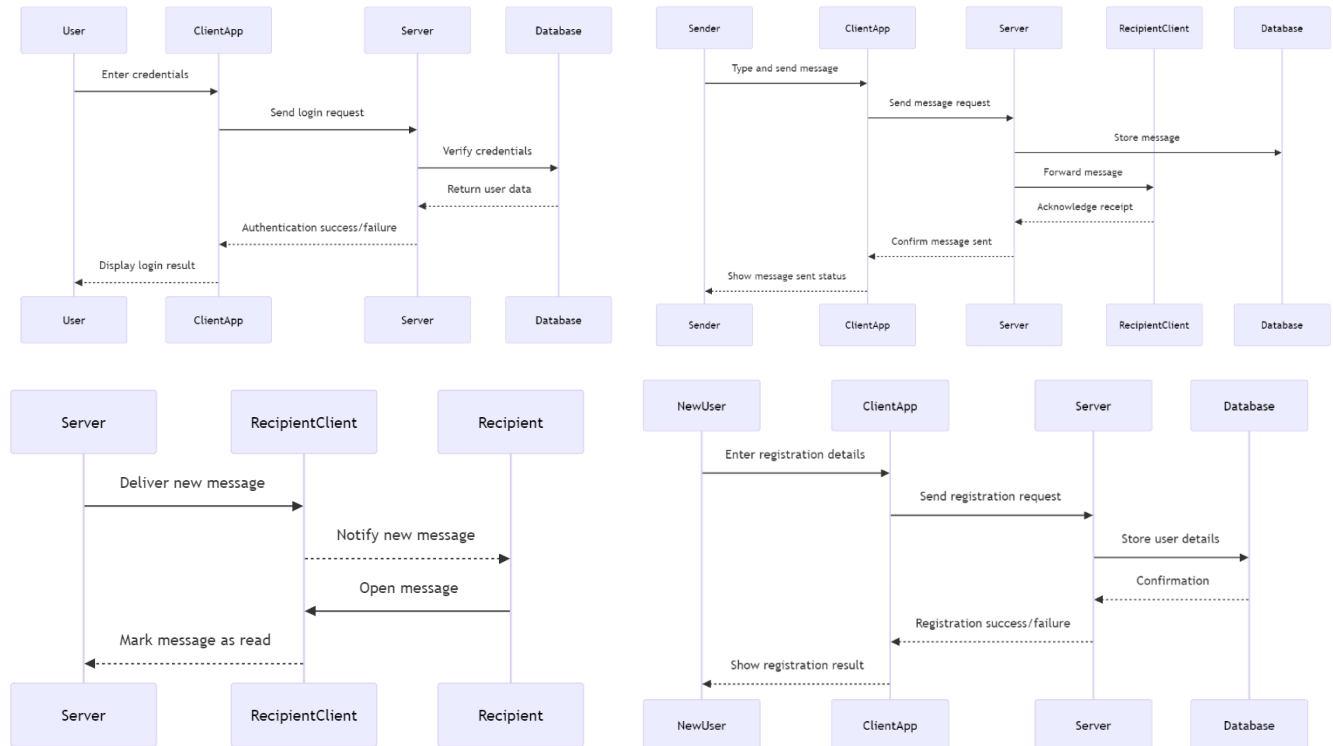 User
ClientApp
Server
Database
Enter credentials
Send login request
Verify credentials
Return user data
Authentication success/failure
Display login result
User
ClientApp
Server
Database
Sender
ClientApp
Server
RecipientClient
Database
Type and send message
Send message request
Store message
Forward message
Acknowledge receipt
Confirm message sent
Show message sent status
Sender
ClientApp
Server
RecipientClient
Database
Server
RecipientClient
Recipient
Deliver new message
Notify new message
Open message
Mark message as read
Server
RecipientClient
Recipient
NewUser
ClientApp
Server
Database
Enter registration details
Send registration request
Store user details
Confirmation
Registration success/failure
Show registration result
NewUser
ClientApp
Server
Database